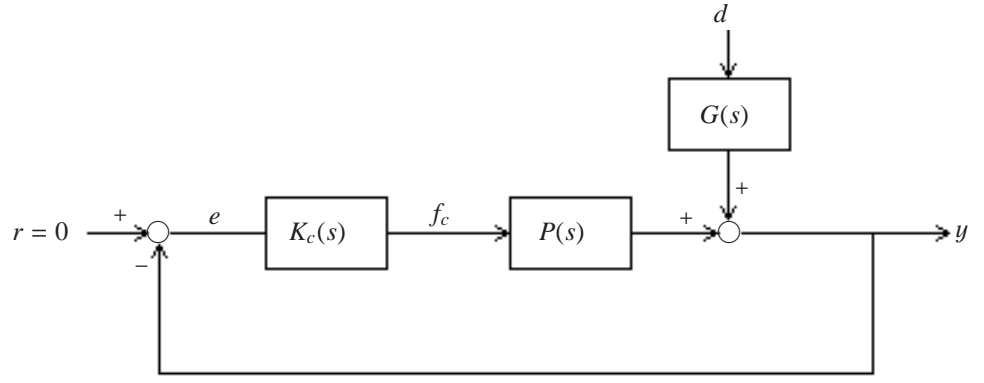 d
G(s)
+
r = 0
+
e
K_c(s)
f_c
P(s)
+
y
−